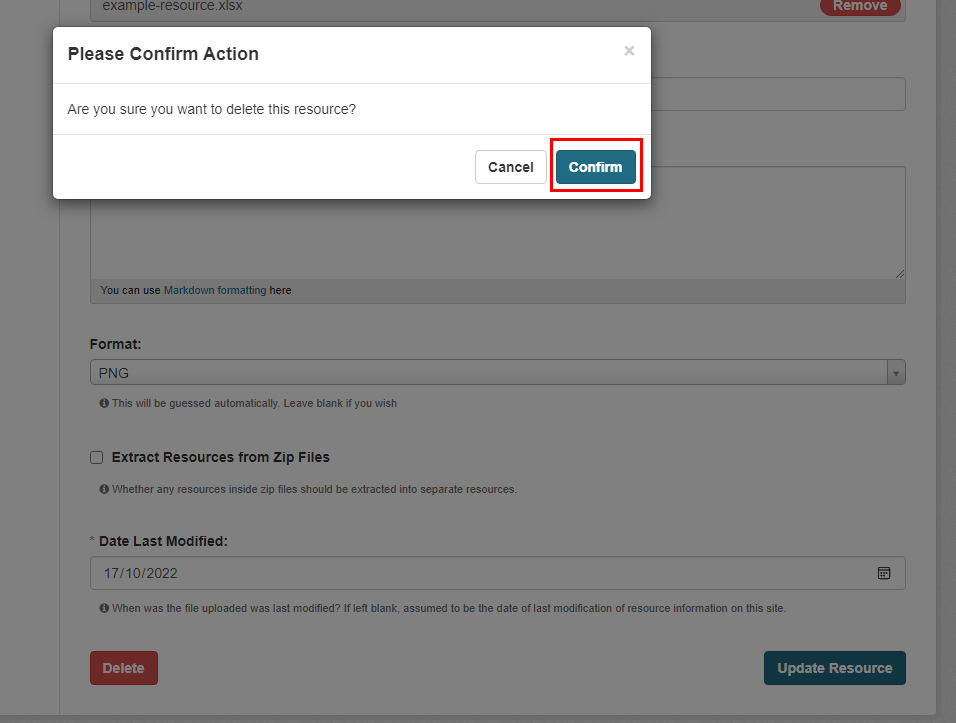 example-resource.xlsx
Remove
Please Confirm Action
×
Are you sure you want to delete this resource?
Cancel
Confirm
You can use Markdown formatting here
Format:
PNG
This will be guessed automatically. Leave blank if you wish
Extract Resources from Zip Files
Whether any resources inside zip files should be extracted into separate resources.
* Date Last Modified:
17/10/2022
When was the file uploaded was last modified? If left blank, assumed to be the date of last modification of resource information on this site.
Delete
Update Resource